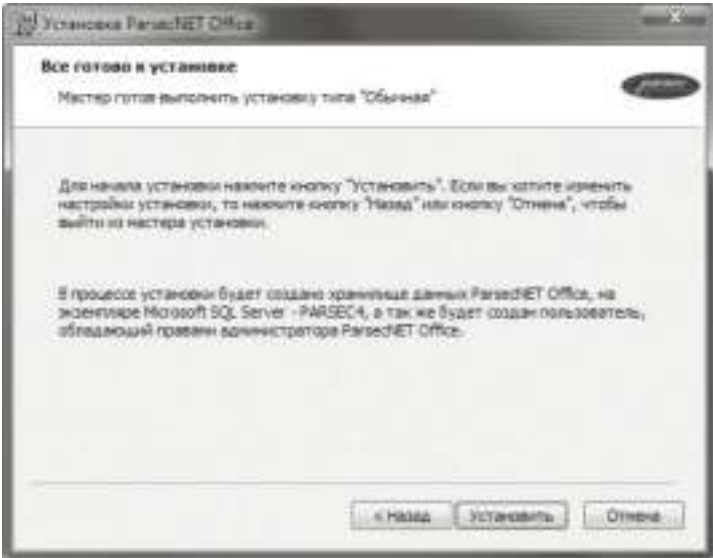 Установка ParsecNET Office
Все готово к установке
Мастер готов выполнить установку типа "Обычная"
parsec
Для начала установки нажмите кнопку "Установить". Если вы хотите изменить
настройки установки, то нажмите кнопку "Назад" или кнопку "Отмена", чтобы
выйти из мастера установки.
В процессе установки будет создано хранилище данных ParsecNET Office, на
экземпляре Microsoft SQL Server - PARSEC4, а так же будет создан пользователь,
обладающий правами администратора ParsecNET Office.
< Назад
Установить
Отмена